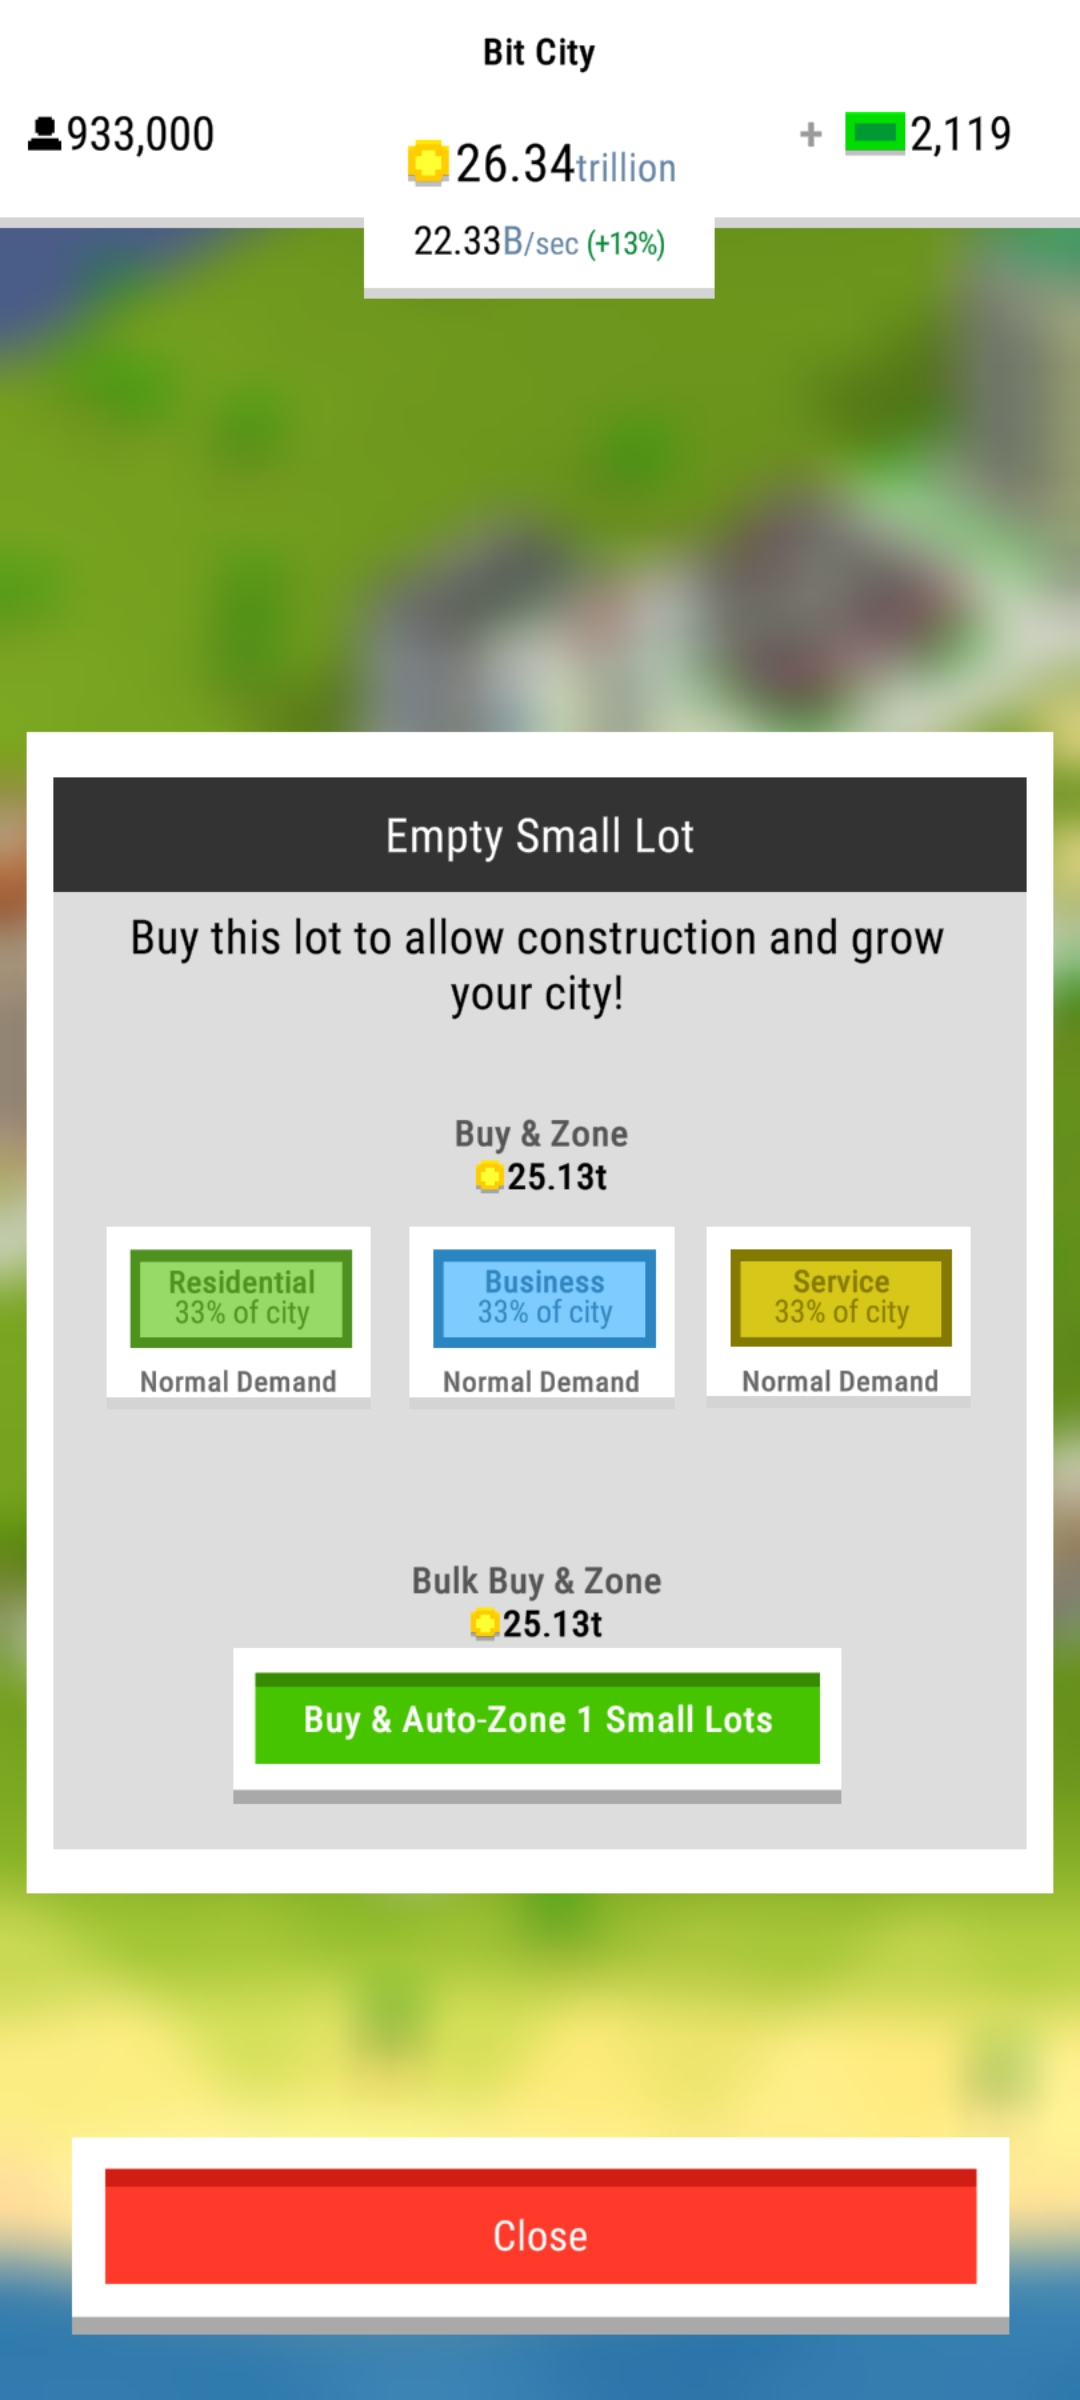 Bit City
933,000
+ 2,119
26.34trillion
22.33B/sec (+13%)
Empty Small Lot
Buy this lot to allow construction and grow
your city!
Buy & Zone
25.13t
Residential
33% of city
Normal Demand
Business
33% of city
Normal Demand
Service
33% of city
Normal Demand
Bulk Buy & Zone
25.13t
Buy & Auto-Zone 1 Small Lots
Close